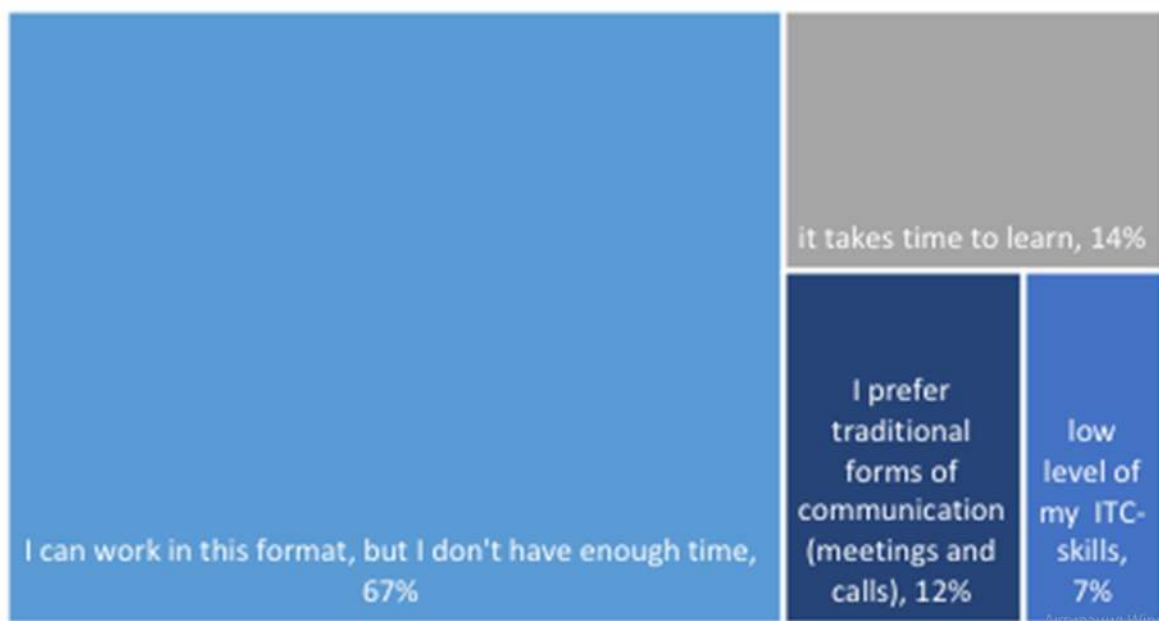 it takes time to learn, 14%
I can work in this format, but I don't have enough time,
67%
I prefer
traditional
forms of
communication
(meetings and
calls), 12%
low
level of
my ITC-
skills,
7%